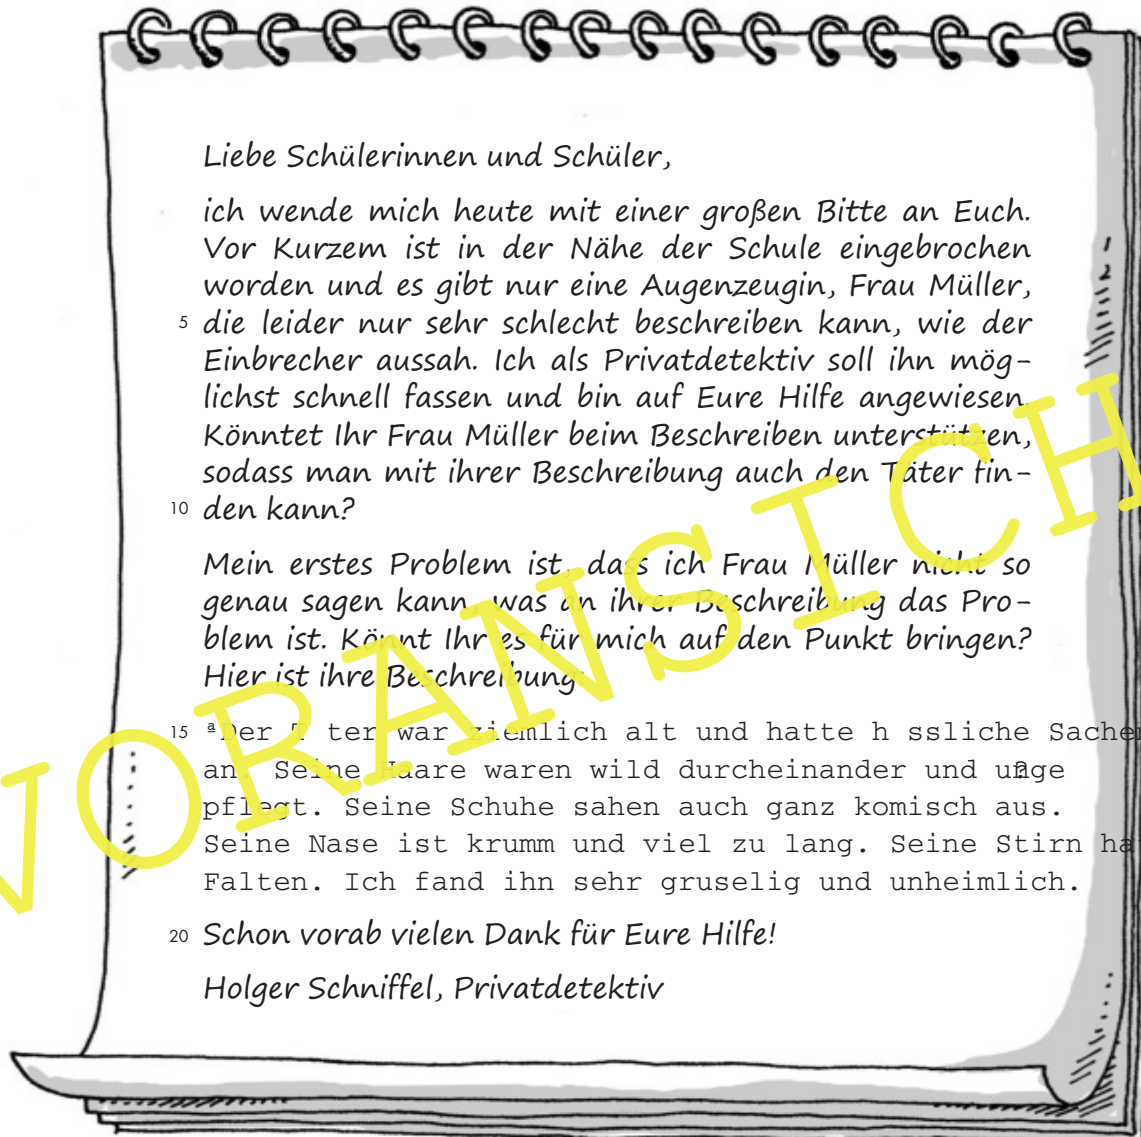 Liebe Schülerinnen und Schüler,
ich wende mich heute mit einer großen Bitte an Euch.
Vor Kurzem ist in der Nähe der Schule eingebrochen
worden und es gibt nur eine Augenzeugin, Frau Müller,
5 die leider nur sehr schlecht beschreiben kann, wie der
Einbrecher aussah. Ich als Privatdetektiv soll ihn mög-
lichst schnell fassen und bin auf Eure Hilfe angewiesen.
Könntet Ihr Frau Müller beim Beschreiben unterstützen,
sodass man mit ihrer Beschreibung auch den Täter fin-
10 den kann?
Mein erstes Problem ist, dass ich Frau Müller nicht so
genau sagen kann, was an ihrer Beschreibung das Pro-
blem ist. Könnt Ihr es für mich auf den Punkt bringen?
Hier ist ihre Beschreibung:
15 ªDer T ter war ziemlich alt und hatte h ssliche Sachen
an. Seine Haare waren wild durcheinander und unge
pflegt. Seine Schuhe sahen auch ganz komisch aus.
Seine Nase ist krumm und viel zu lang. Seine Stirn hat
Falten. Ich fand ihn sehr gruselig und unheimlich.
20 Schon vorab vielen Dank für Eure Hilfe!
Holger Schniffel, Privatdetektiv
VORANSICH